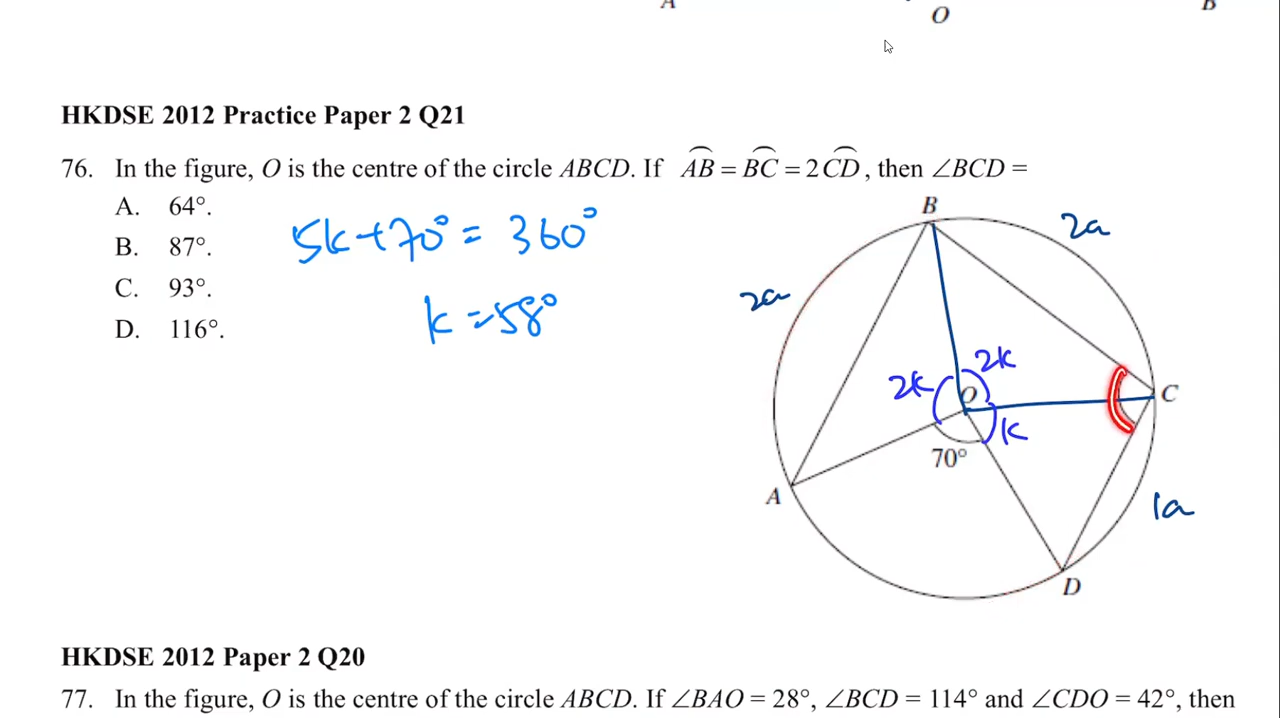 A
O
B
HKDSE 2012 Practice Paper 2 Q21
76. In the figure, O is the centre of the circle ABCD. If AB⌢ = BC⌢ = 2CD⌢, then ∠BCD =
A. 64°.
B. 87°.
C. 93°.
D. 116°.
5k+70°= 360°
k =58°
B
2a
2a
2k
2k
O
C
k
70°
A
1a
D
HKDSE 2012 Paper 2 Q20
77. In the figure, O is the centre of the circle ABCD. If ∠BAO = 28°, ∠BCD = 114° and ∠CDO = 42°, then